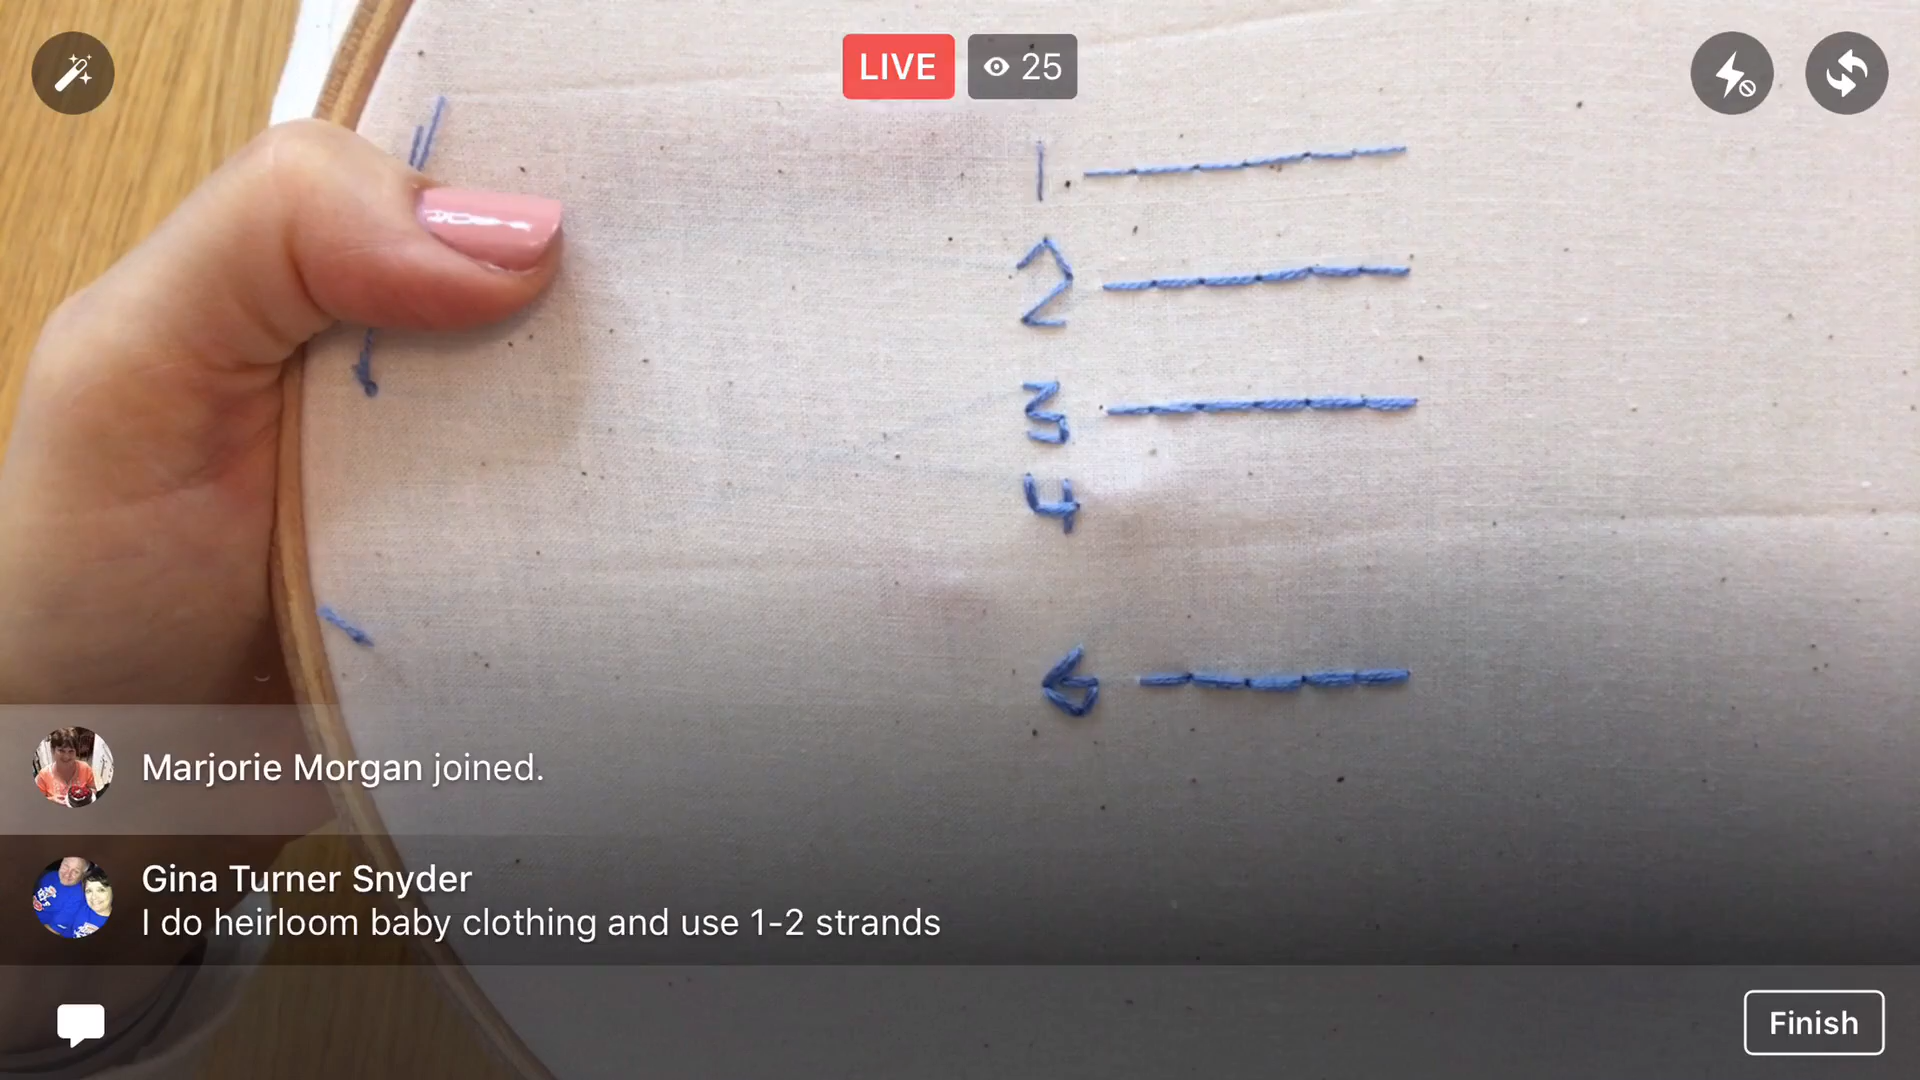 LIVE 25
1
2
3
4
6
Marjorie Morgan joined.
Gina Turner Snyder
I do heirloom baby clothing and use 1-2 strands
Finish